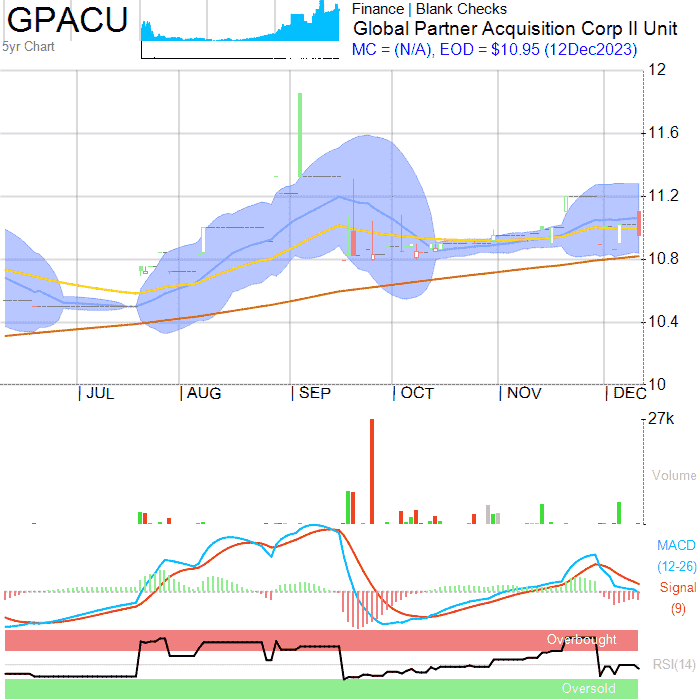 GPACU
5yr Chart
Finance | Blank Checks
Global Partner Acquisition Corp II Unit
MC = (N/A), EOD = $10.95 (12Dec2023)
12
11.6
11.2
10.8
10.4
10
| JUL | AUG | SEP | OCT | NOV | DEC
27k
Volume
MACD
(12-26)
Signal
(9)
Overbought
RSI(14)
Oversold